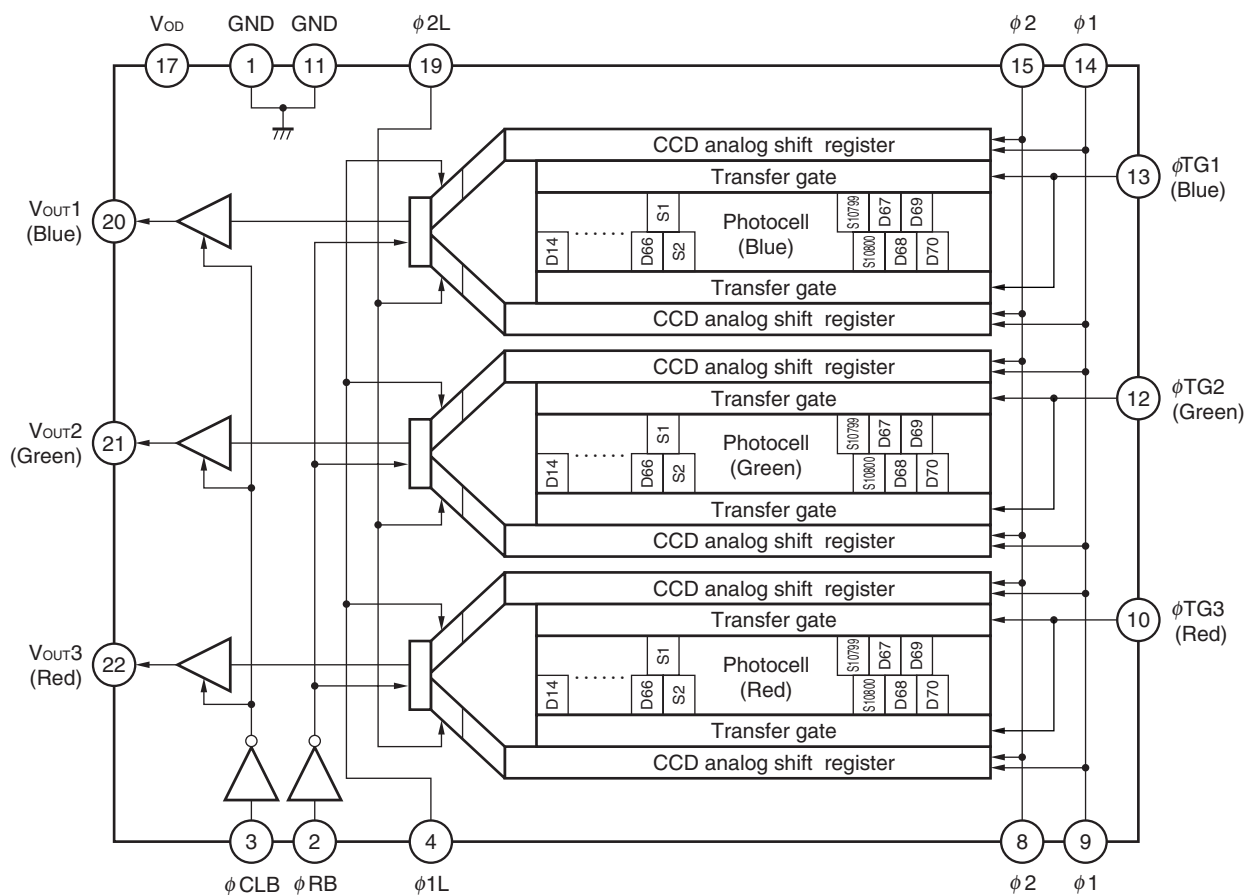 VOD GND GND ϕ2L ϕ2 ϕ1
17 1 11 19 15 14
CCD analog shift register
Transfer gate
13 ϕTG1
(Blue)
VOUT1
(Blue)
20
S1 S10799 D67 D69
Photocell
(Blue)
D14 ...... D66 S2 S10800 D68 D70
Transfer gate
CCD analog shift register
CCD analog shift register
Transfer gate
12 ϕTG2
(Green)
VOUT2
(Green)
21
S1 S10799 D67 D69
Photocell
(Green)
D14 ...... D66 S2 S10800 D68 D70
Transfer gate
CCD analog shift register
CCD analog shift register
Transfer gate
10 ϕTG3
(Red)
VOUT3
(Red)
22
S1 S10799 D67 D69
Photocell
(Red)
D14 ...... D66 S2 S10800 D68 D70
Transfer gate
CCD analog shift register
3 2 4 8 9
ϕCLB ϕRB ϕ1L ϕ2 ϕ1